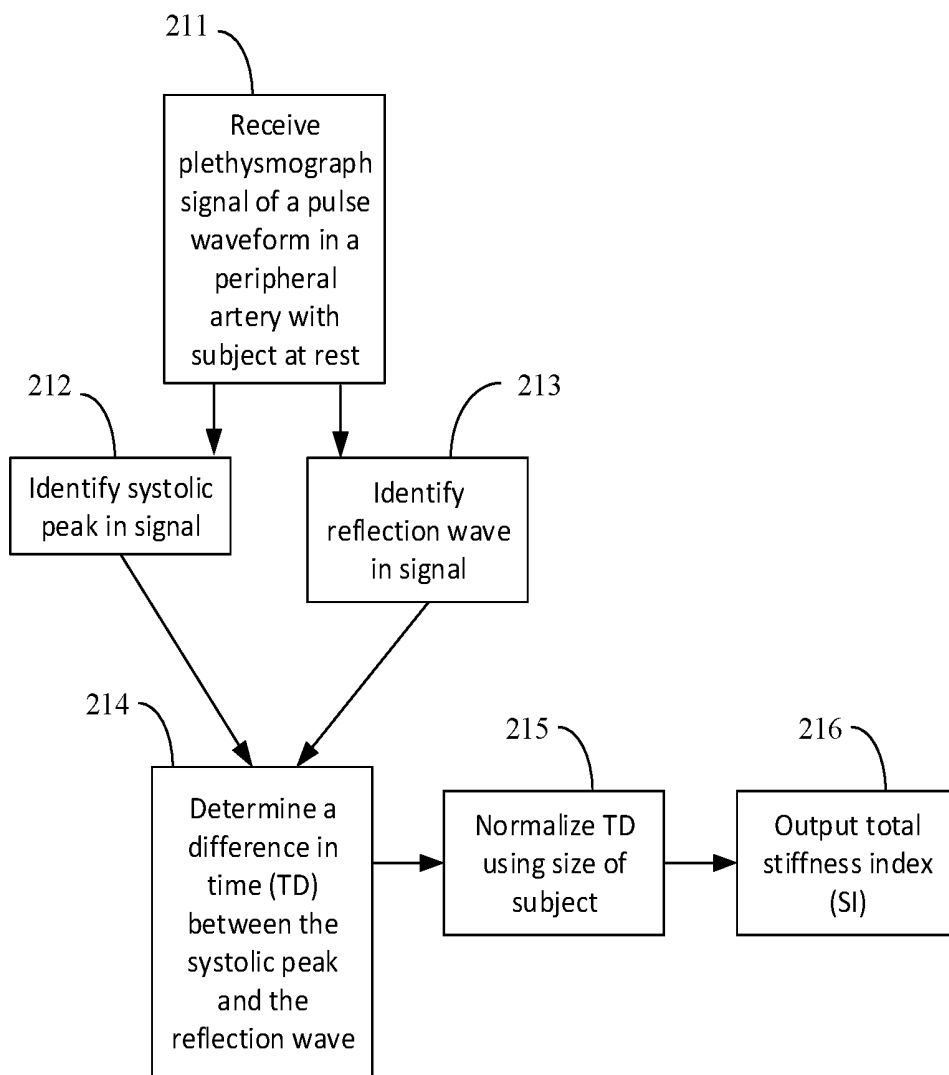 211
Receive
plethysmograph
signal of a pulse
waveform in a
peripheral
artery with
subject at rest
212
213
Identify systolic
peak in signal
Identify
reflection wave
in signal
214
215
216
Determine a
difference in
time (TD)
between the
systolic peak
and the
reflection wave
Normalize TD
using size of
subject
Output total
stiffness index
(SI)